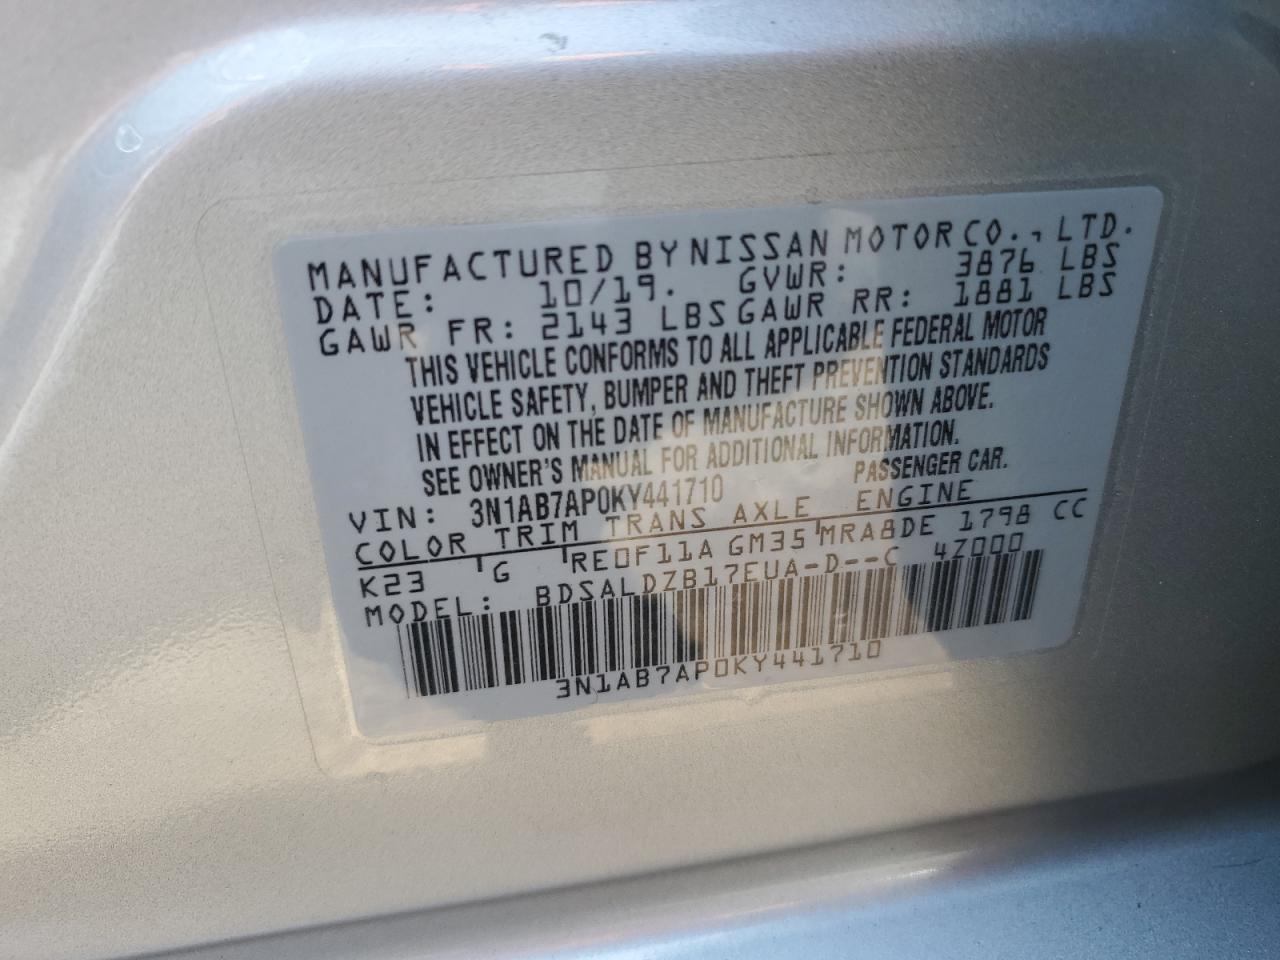 MANUFACTURED BY NISSAN MOTOR CO., LTD.
DATE: 10/19. GVWR: 3876 LBS
GAWR FR: 2143 LBS GAWR RR: 1881 LBS
THIS VEHICLE CONFORMS TO ALL APPLICABLE FEDERAL MOTOR
VEHICLE SAFETY, BUMPER AND THEFT PREVENTION STANDARDS
IN EFFECT ON THE DATE OF MANUFACTURE SHOWN ABOVE.
SEE OWNER'S MANUAL FOR ADDITIONAL INFORMATION.
VIN: 3N1AB7AP0KY441710 PASSENGER CAR.
COLOR TRIM TRANS AXLE ENGINE
K23 G RE0F11A GM35 MRA8DE 1798 CC
MODEL: BDSALDZB17EUA-D--C 4Z000
3N1AB7AP0KY441710